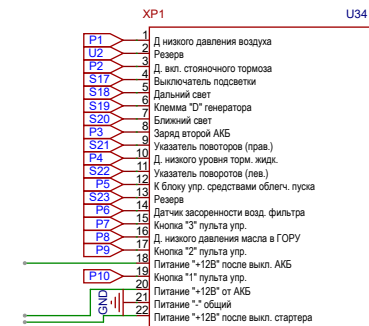 XP1 U34
P1 1 Д низкого давления воздуха
U2 2 Резерв
P2 3 Д. вкл. стояночного тормоза
S17 4 Выключатель подсветки
S18 5 Дальний свет
S19 6 Клемма "D" генератора
S20 7 Ближний свет
P3 8 Заряд второй АКБ
S21 9 Указатель повоторов (прав.)
P4 10 Д. низкого уровня торм. жидк.
S22 11 Указатель поворотов (лев.)
P5 12 К блоку упр. средствами облегч. пуска
S23 13 Резерв
P6 14 Датчик засоренности возд. фильтра
P7 15 Кнопка "3" пульта упр.
P8 16 Д. низкого давления масла в ГОРУ
P9 17 Кнопка "2" пульта упр.
18 Питание "+12В" после выкл. АКБ
P10 19 Кнопка "1" пульта упр.
20 Питание "+12В" от АКБ
GND 21 Питание "-" общий
22 Питание "+12В" после выкл. стартера